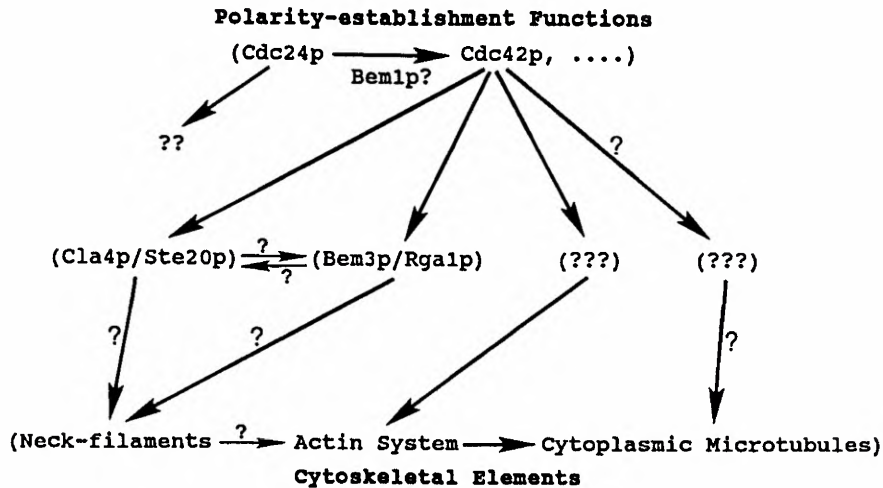 Polarity-establishment Functions
(Cdc24p Cdc42p, ....)
Bem1p?
??
?
(Cla4p/Ste20p) ? ? (Bem3p/Rga1p) (???) (???)
? ? ?
(Neck-filaments ? Actin System Cytoplasmic Microtubules)
Cytoskeletal Elements